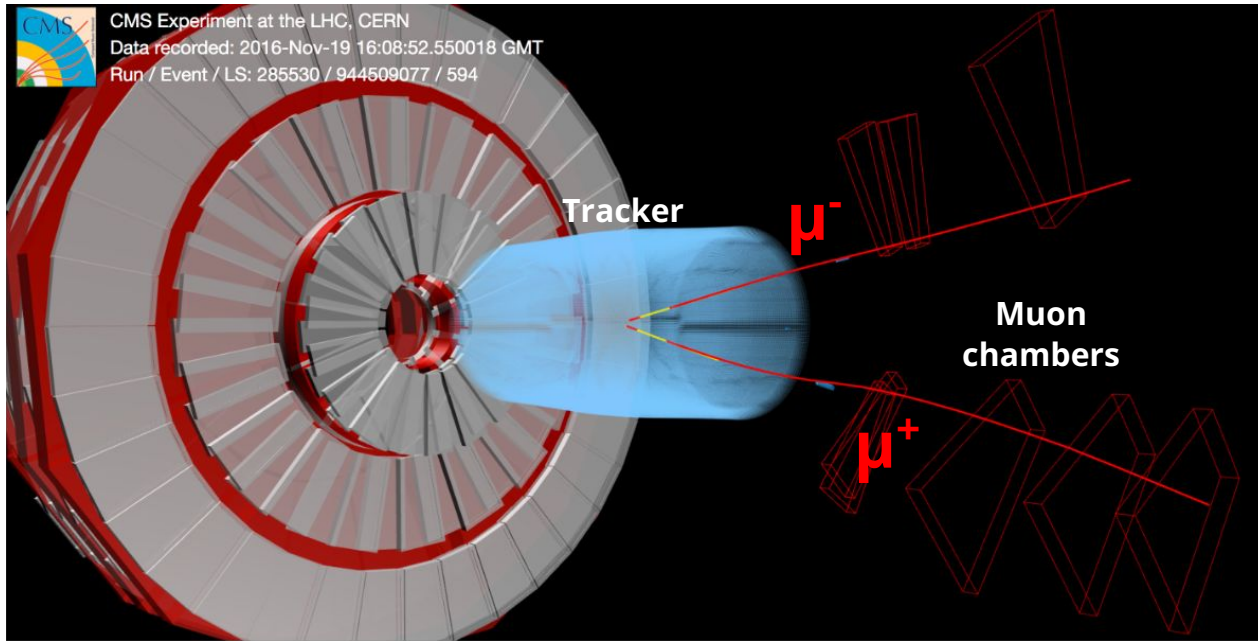 CMS
CMS Experiment at the LHC, CERN
Data recorded: 2016-Nov-19 16:08:52.550018 GMT
Run / Event / LS: 285530 / 944509077 / 594
Tracker
μ-
Muon
chambers
μ+